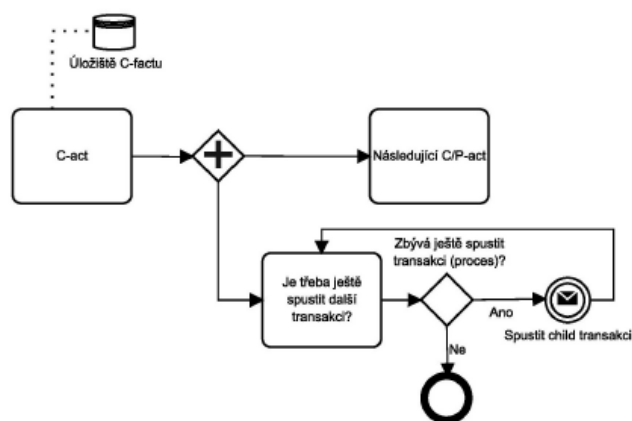 Úložiště C-factu
C-act
Následující C/P-act
Zbývá ještě spustit
transakci (proces)?
Je třeba ještě
spustit další
transakci?
Ano
Spustit child transakci
Ne